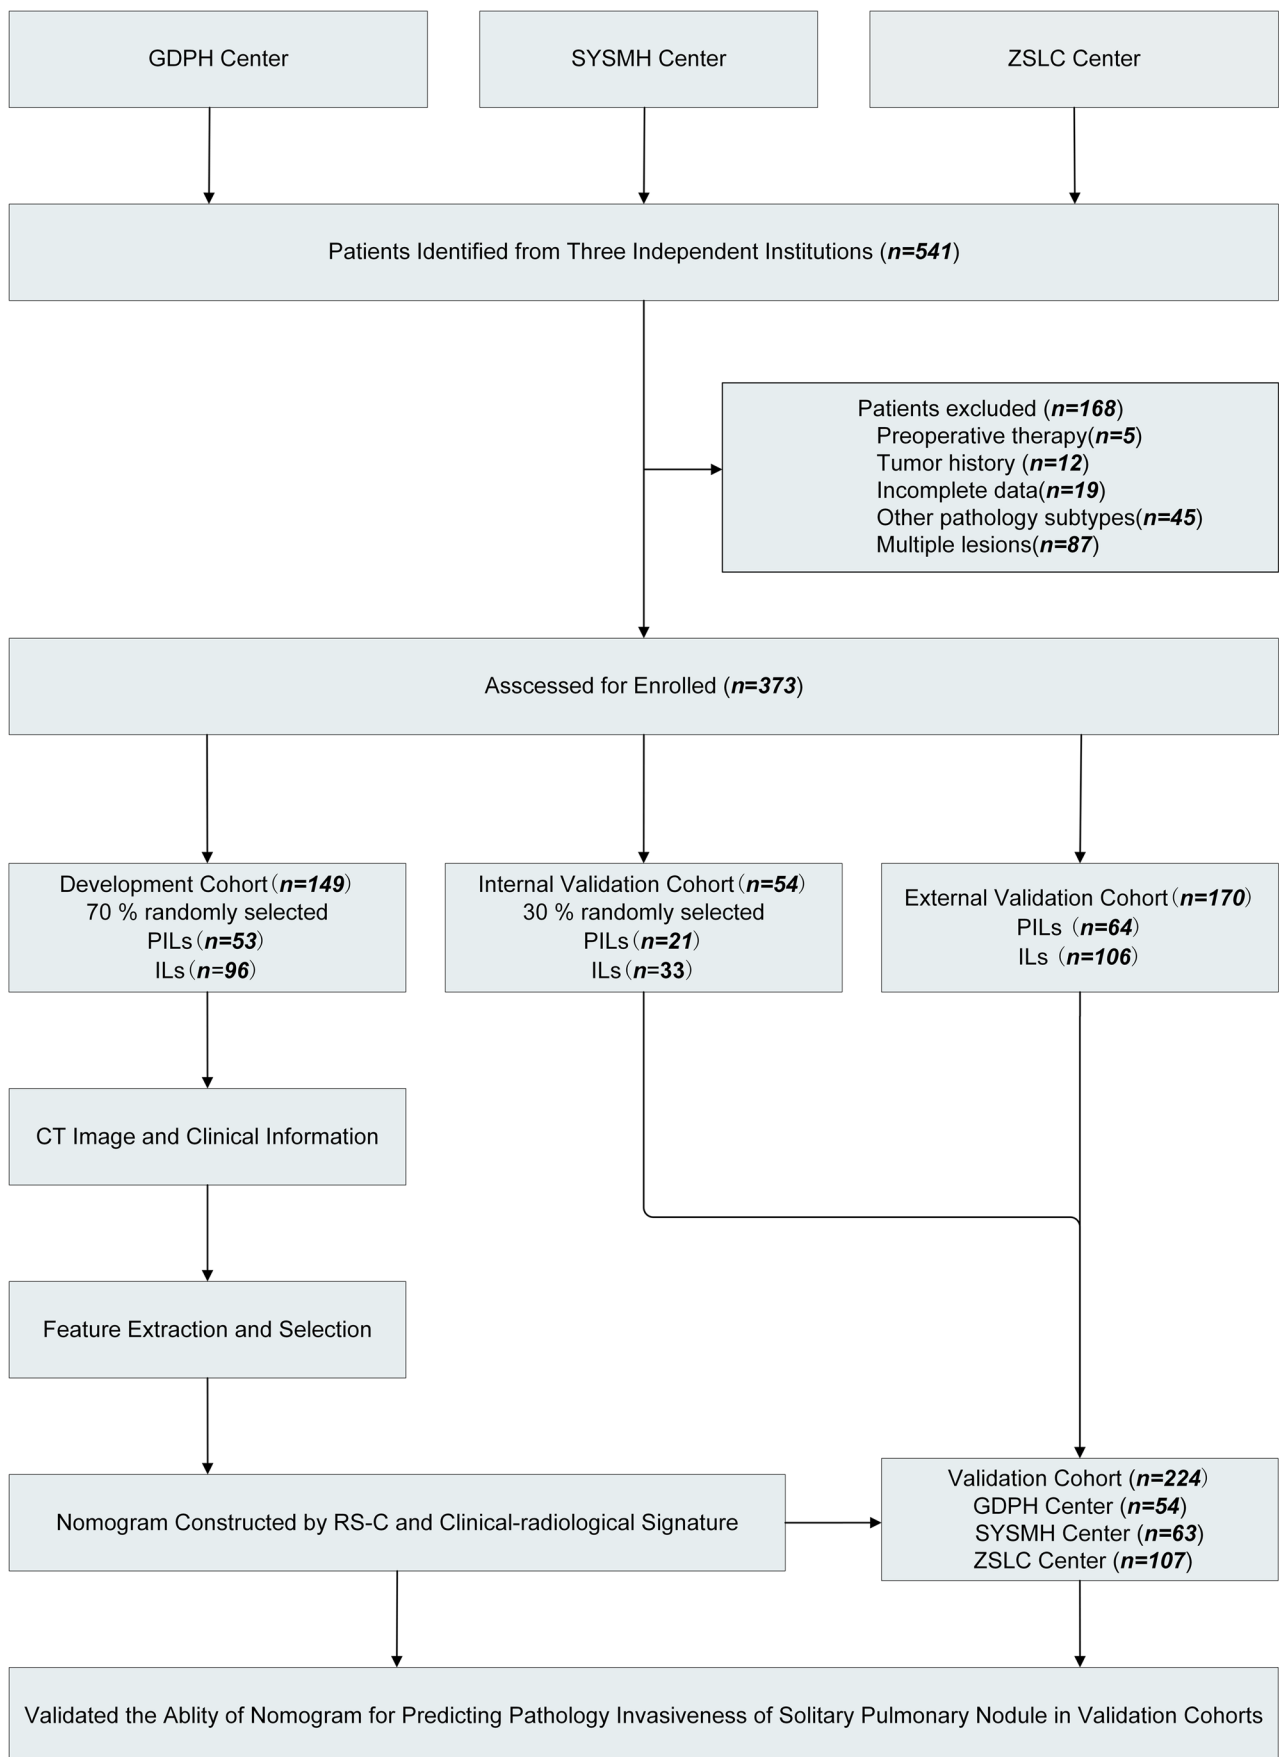 GDPH Center
SYSMH Center
ZSLC Center
Patients Identified from Three Independent Institutions (n=541)
Patients excluded (n=168)
Preoperative therapy(n=5)
Tumor history (n=12)
Incomplete data(n=19)
Other pathology subtypes(n=45)
Multiple lesions(n=87)
Asscessed for Enrolled (n=373)
Development Cohort（n=149）
70 % randomly selected
PILs（n=53）
ILs（n=96）
Internal Validation Cohort（n=54）
30 % randomly selected
PILs（n=21）
ILs（n=33）
External Validation Cohort（n=170）
PILs （n=64）
ILs （n=106）
CT Image and Clinical Information
Feature Extraction and Selection
Nomogram Constructed by RS-C and Clinical-radiological Signature
Validation Cohort (n=224）
GDPH Center (n=54)
SYSMH Center (n=63)
ZSLC Center (n=107)
Validated the Ablity of Nomogram for Predicting Pathology Invasiveness of Solitary Pulmonary Nodule in Validation Cohorts